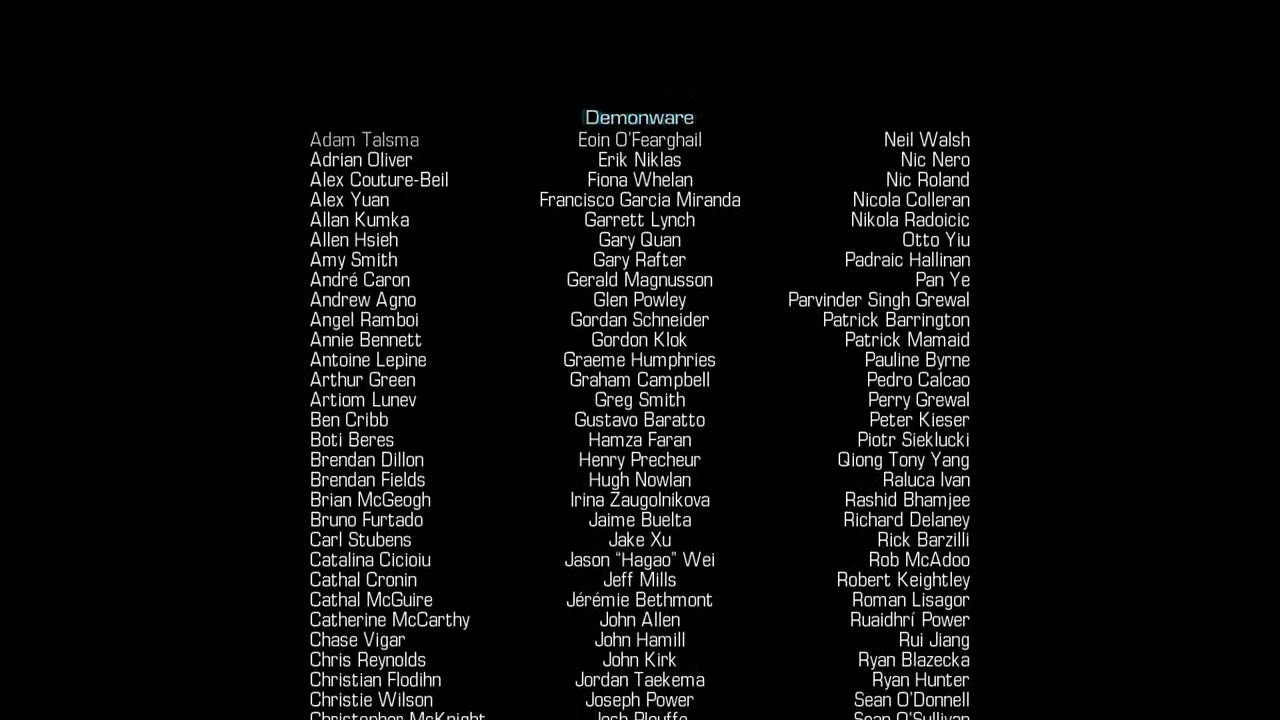 Demonware
Adam Talsma Eoin O'Fearghail Neil Walsh
Adrian Oliver Erik Niklas Nic Nero
Alex Couture-Beil Fiona Whelan Nic Roland
Alex Yuan Francisco Garcia Miranda Nicola Colleran
Allan Kumka Garrett Lynch Nikola Radoicic
Allen Hsieh Gary Quan Otto Yiu
Amy Smith Gary Rafter Padraic Hallinan
André Caron Gerald Magnusson Pan Ye
Andrew Agno Glen Powley Parvinder Singh Grewal
Angel Ramboi Gordan Schneider Patrick Barrington
Annie Bennett Gordon Klok Patrick Mamaid
Antoine Lepine Graeme Humphries Pauline Byrne
Arthur Green Graham Campbell Pedro Calcao
Artiom Lunev Greg Smith Perry Grewal
Ben Cribb Gustavo Baratto Peter Kieser
Boti Beres Hamza Faran Piotr Sieklucki
Brendan Dillon Henry Precheur Qiong Tony Yang
Brendan Fields Hugh Nowlan Raluca Ivan
Brian McGeogh Irina Zaugolnikova Rashid Bhamjee
Bruno Furtado Jaime Buelta Richard Delaney
Carl Stubens Jake Xu Rick Barzilli
Catalina Cicioiu Jason “Hagao” Wei Rob McAdoo
Cathal Cronin Jeff Mills Robert Keightley
Cathal McGuire Jérémie Bethmont Roman Lisagor
Catherine McCarthy John Allen Ruaidhrí Power
Chase Vigar John Hamill Rui Jiang
Chris Reynolds John Kirk Ryan Blazecka
Christian Flodihn Jordan Taekema Ryan Hunter
Christie Wilson Joseph Power Sean O'Donnell
Christopher McKnight Josh Plouffe Sean O'Sullivan